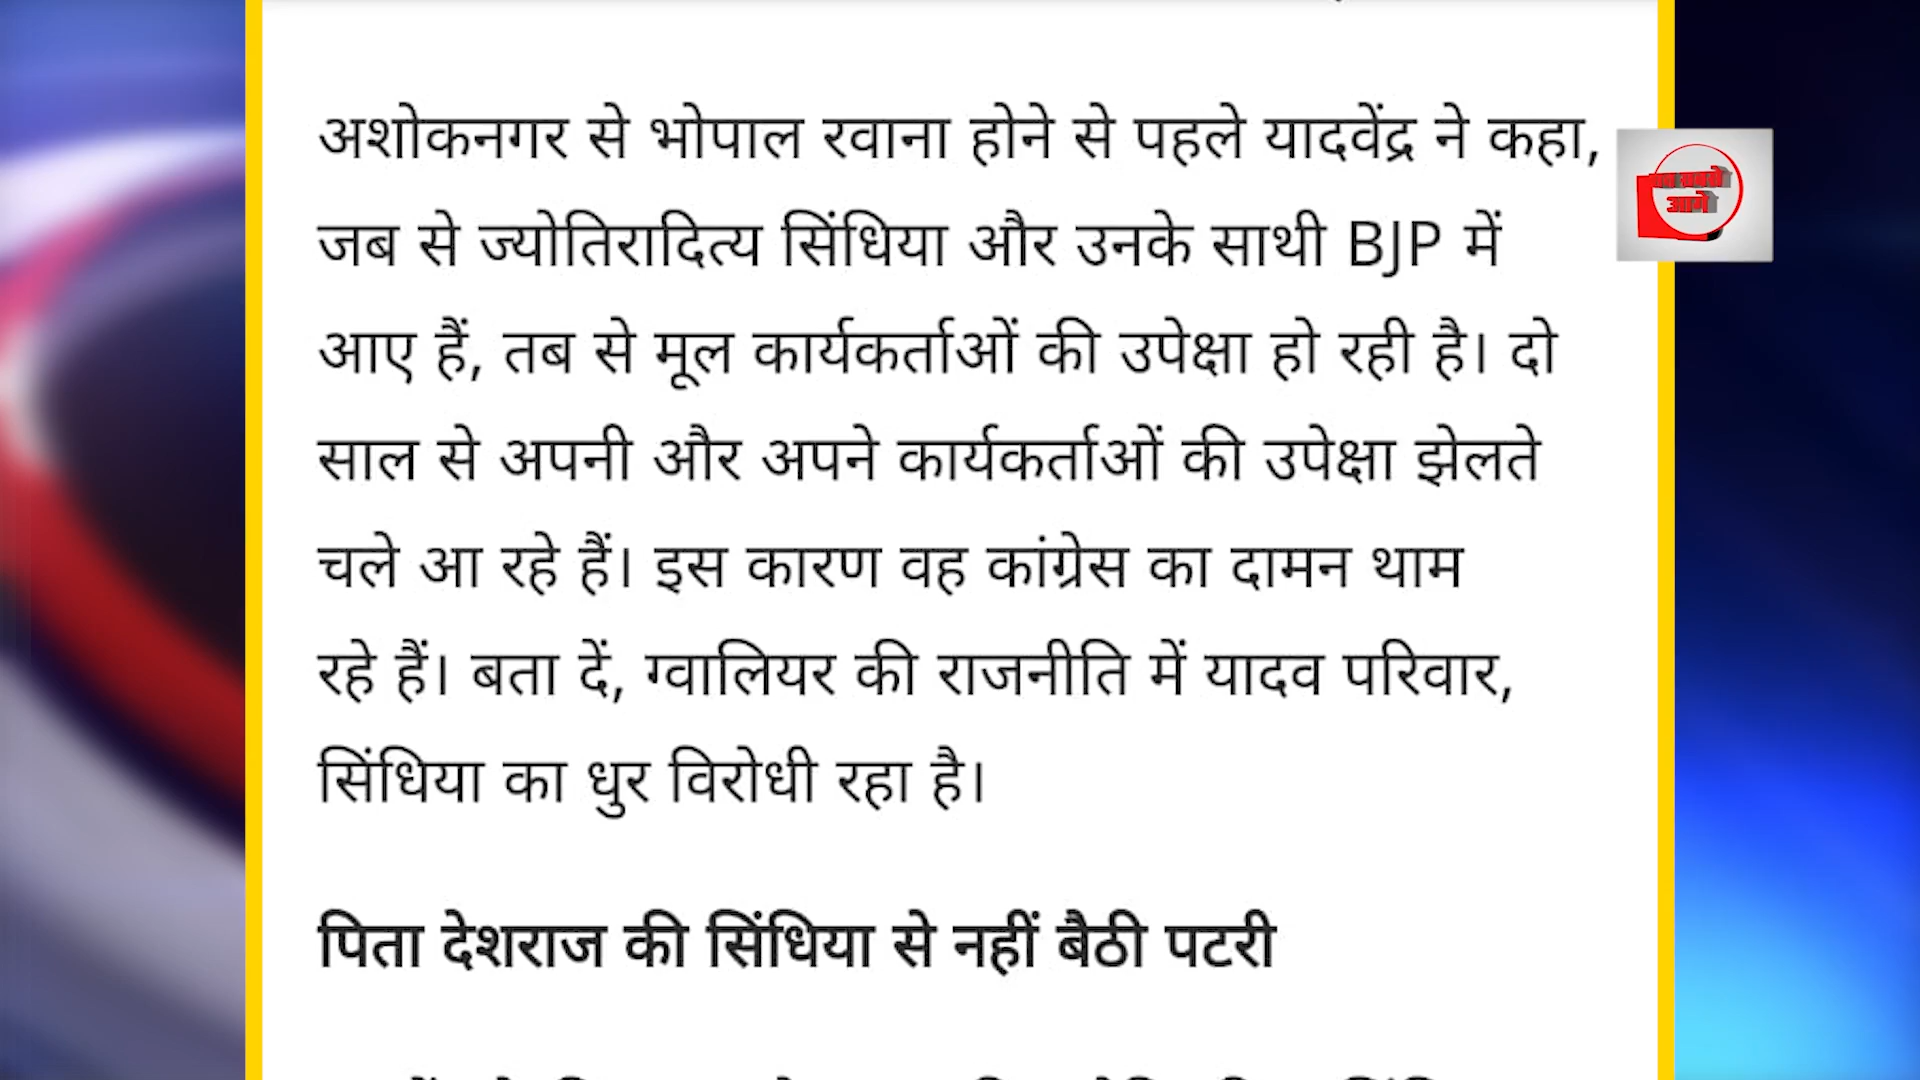 अशोकनगर से भोपाल रवाना होने से पहले यादवेंद्र ने कहा,
जब से ज्योतिरादित्य सिंधिया और उनके साथी BJP में
आए हैं, तब से मूल कार्यकर्ताओं की उपेक्षा हो रही है। दो
साल से अपनी और अपने कार्यकर्ताओं की उपेक्षा झेलते
चले आ रहे हैं। इस कारण वह कांग्रेस का दामन थाम
रहे हैं। बता दें, ग्वालियर की राजनीति में यादव परिवार,
सिंधिया का धुर विरोधी रहा है।
पिता देशराज की सिंधिया से नहीं बैठी पटरी
आगे